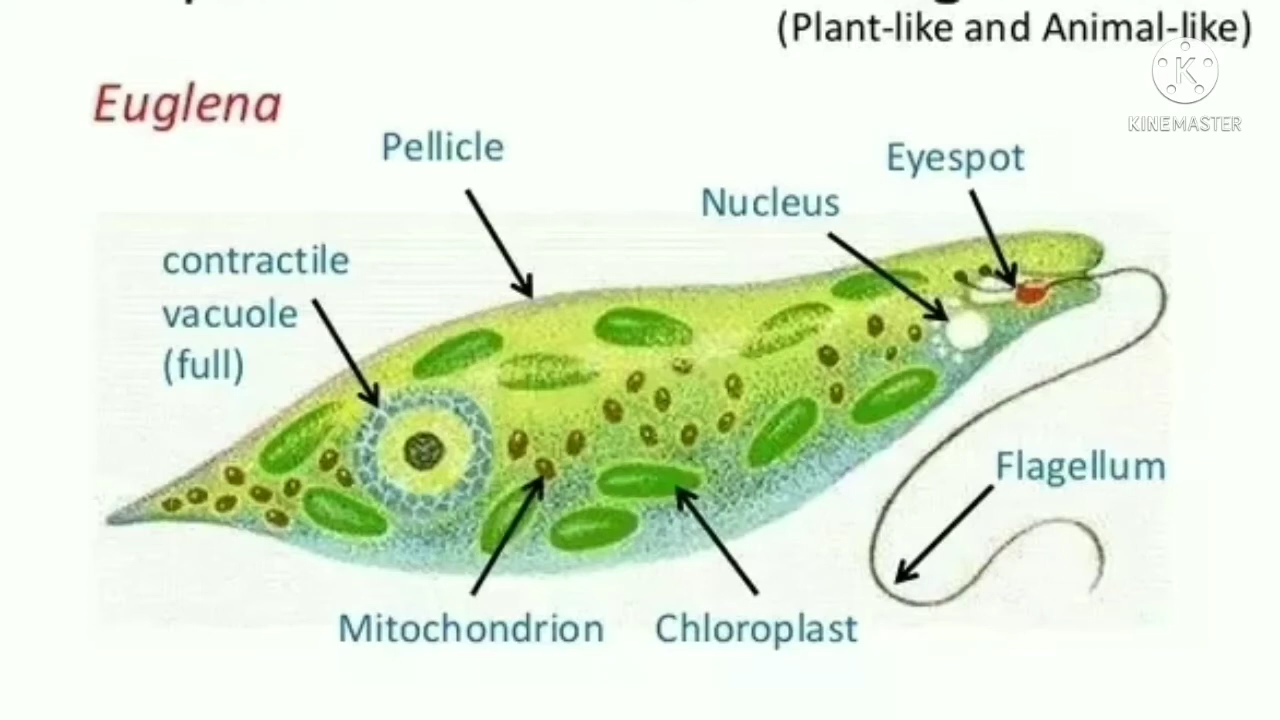 (Plant-like and Animal-like)
KINEMASTER
Euglena
Pellicle
Eyespot
Nucleus
contractile
vacuole
(full)
Flagellum
Mitochondrion
Chloroplast